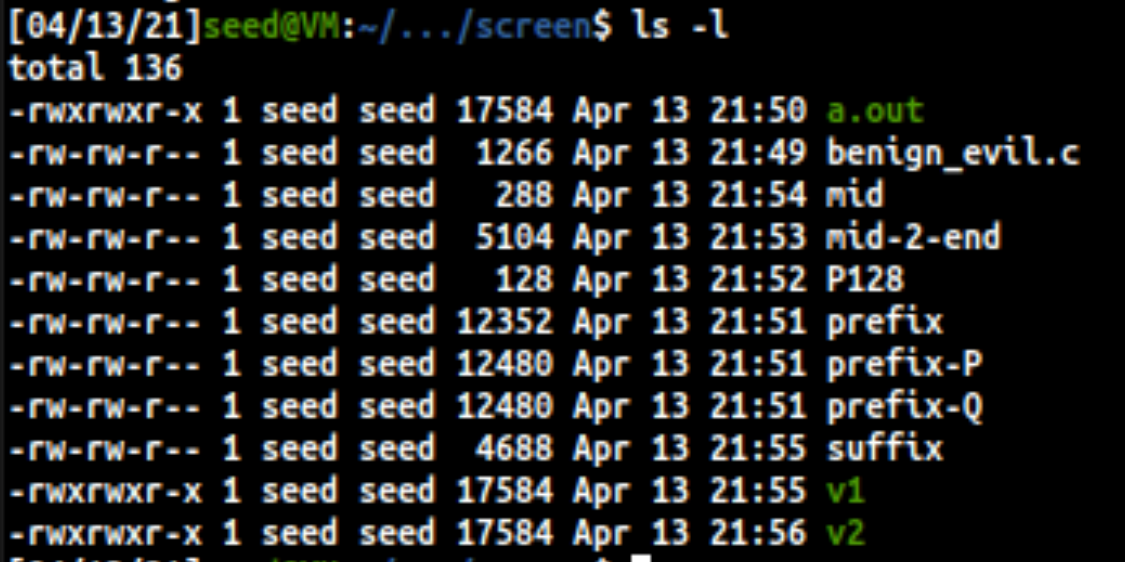 [04/13/21]seed@VM:~/.../screen$ ls -l
total 136
-rwxrwxr-x 1 seed seed 17584 Apr 13 21:50 a.out
-rw-rw-r-- 1 seed seed  1266 Apr 13 21:49 benign_evil.c
-rw-rw-r-- 1 seed seed   288 Apr 13 21:54 mid
-rw-rw-r-- 1 seed seed  5104 Apr 13 21:53 mid-2-end
-rw-rw-r-- 1 seed seed   128 Apr 13 21:52 P128
-rw-rw-r-- 1 seed seed 12352 Apr 13 21:51 prefix
-rw-rw-r-- 1 seed seed 12480 Apr 13 21:51 prefix-P
-rw-rw-r-- 1 seed seed 12480 Apr 13 21:51 prefix-Q
-rw-rw-r-- 1 seed seed  4688 Apr 13 21:55 suffix
-rwxrwxr-x 1 seed seed 17584 Apr 13 21:55 v1
-rwxrwxr-x 1 seed seed 17584 Apr 13 21:56 v2